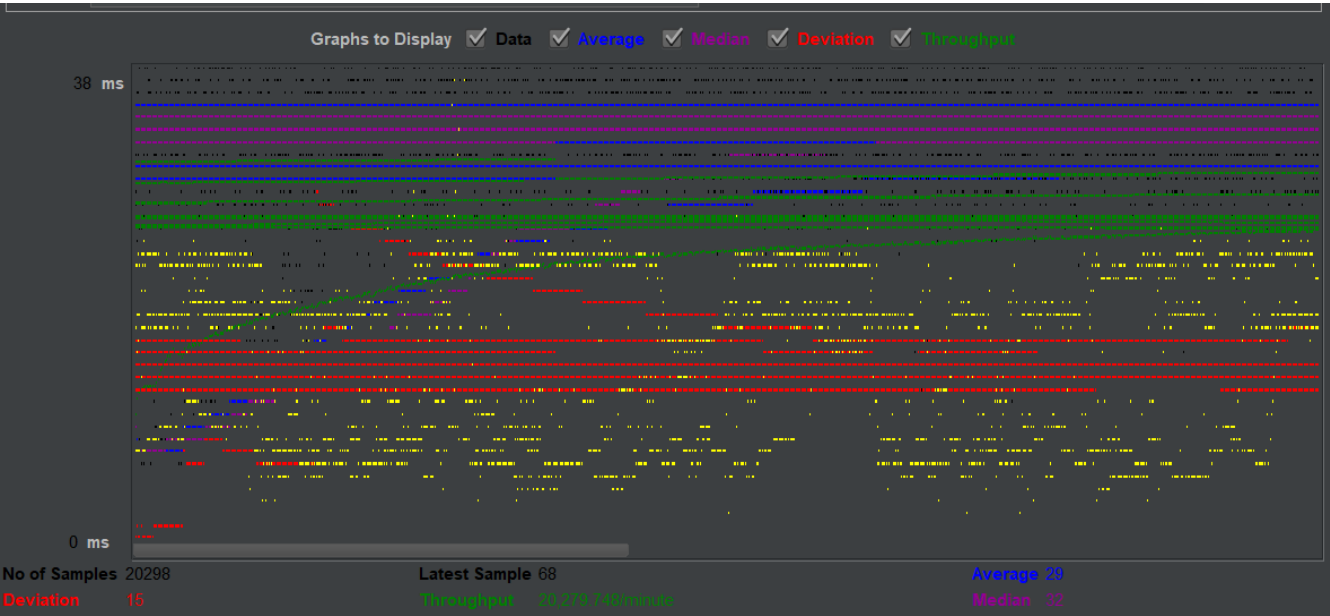 Graphs to Display Data Average Median Deviation Throughput
38 ms
0 ms
No of Samples 20298 Latest Sample 68 Average 29
Deviation 15 Throughput 20,279.748/minute Median 32